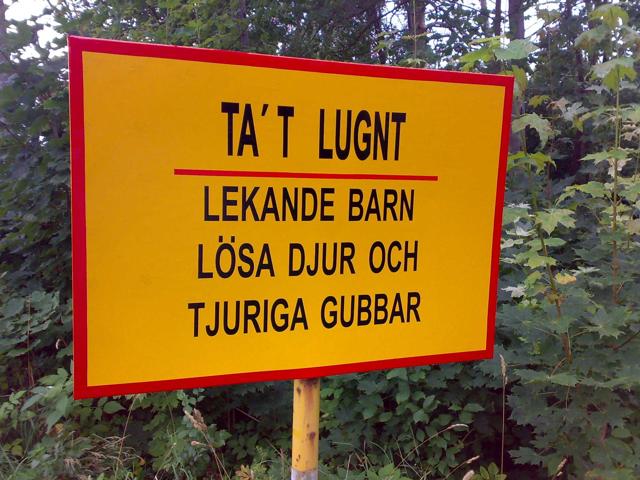 TA´T LUGNT
LEKANDE BARN
LÖSA DJUR OCH
TJURIGA GUBBAR